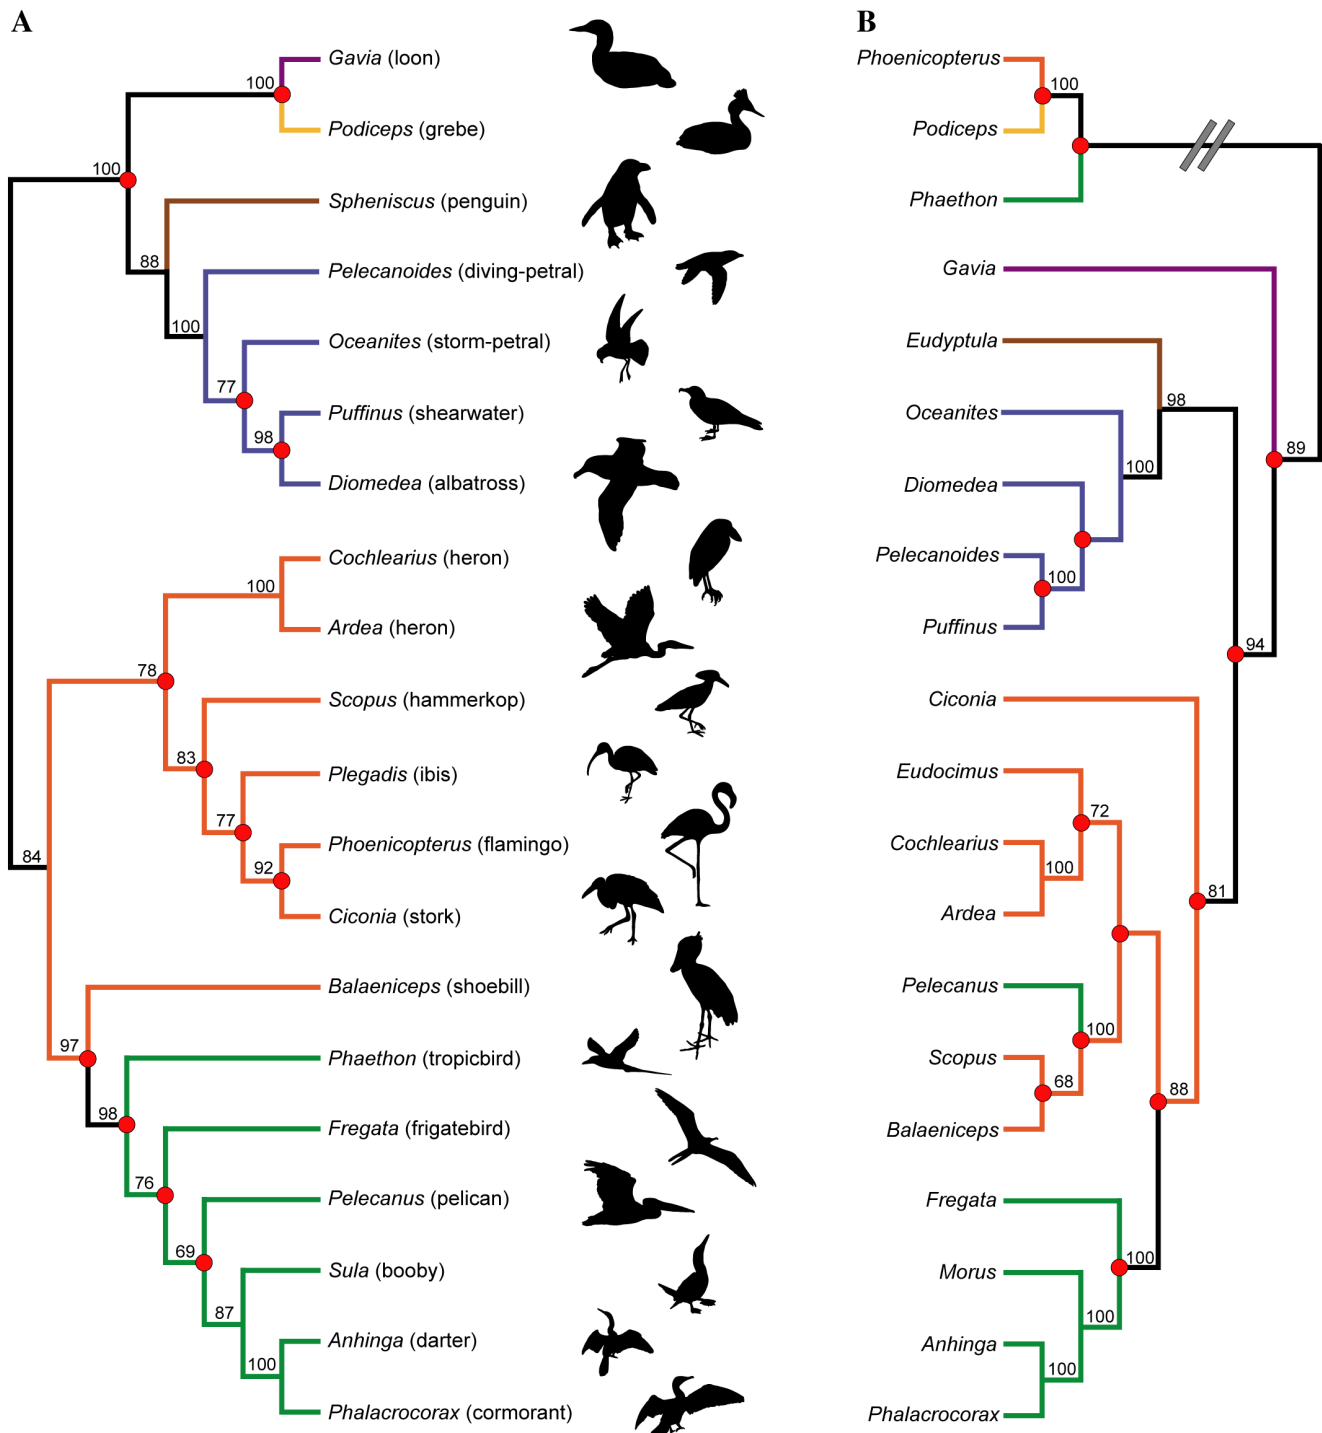 A
Gavia (loon)
100
Podiceps (grebe)
100
Spheniscus (penguin)
88
Pelecanoides (diving-petral)
100
Oceanites (storm-petral)
77
Puffinus (shearwater)
98
Diomedea (albatross)
Cochlearius (heron)
100
Ardea (heron)
78
Scopus (hammerkop)
83
Plegadis (ibis)
77
Phoenicopterus (flamingo)
84
92
Ciconia (stork)
Balaeniceps (shoebill)
97
Phaethon (tropicbird)
98
Fregata (frigatebird)
76
Pelecanus (pelican)
69
Sula (booby)
87
Anhinga (darter)
100
Phalacrocorax (cormorant)
B
Phoenicopterus
100
Podiceps
Phaethon
Gavia
Eudyptula
98
Oceanites
89
100
Diomedea
Pelecanoides
100
Puffinus
94
Ciconia
Eudocimus
72
Cochlearius
100
81
Ardea
Pelecanus
100
Scopus
68
88
Balaeniceps
Fregata
100
Morus
100
Anhinga
100
Phalacrocorax